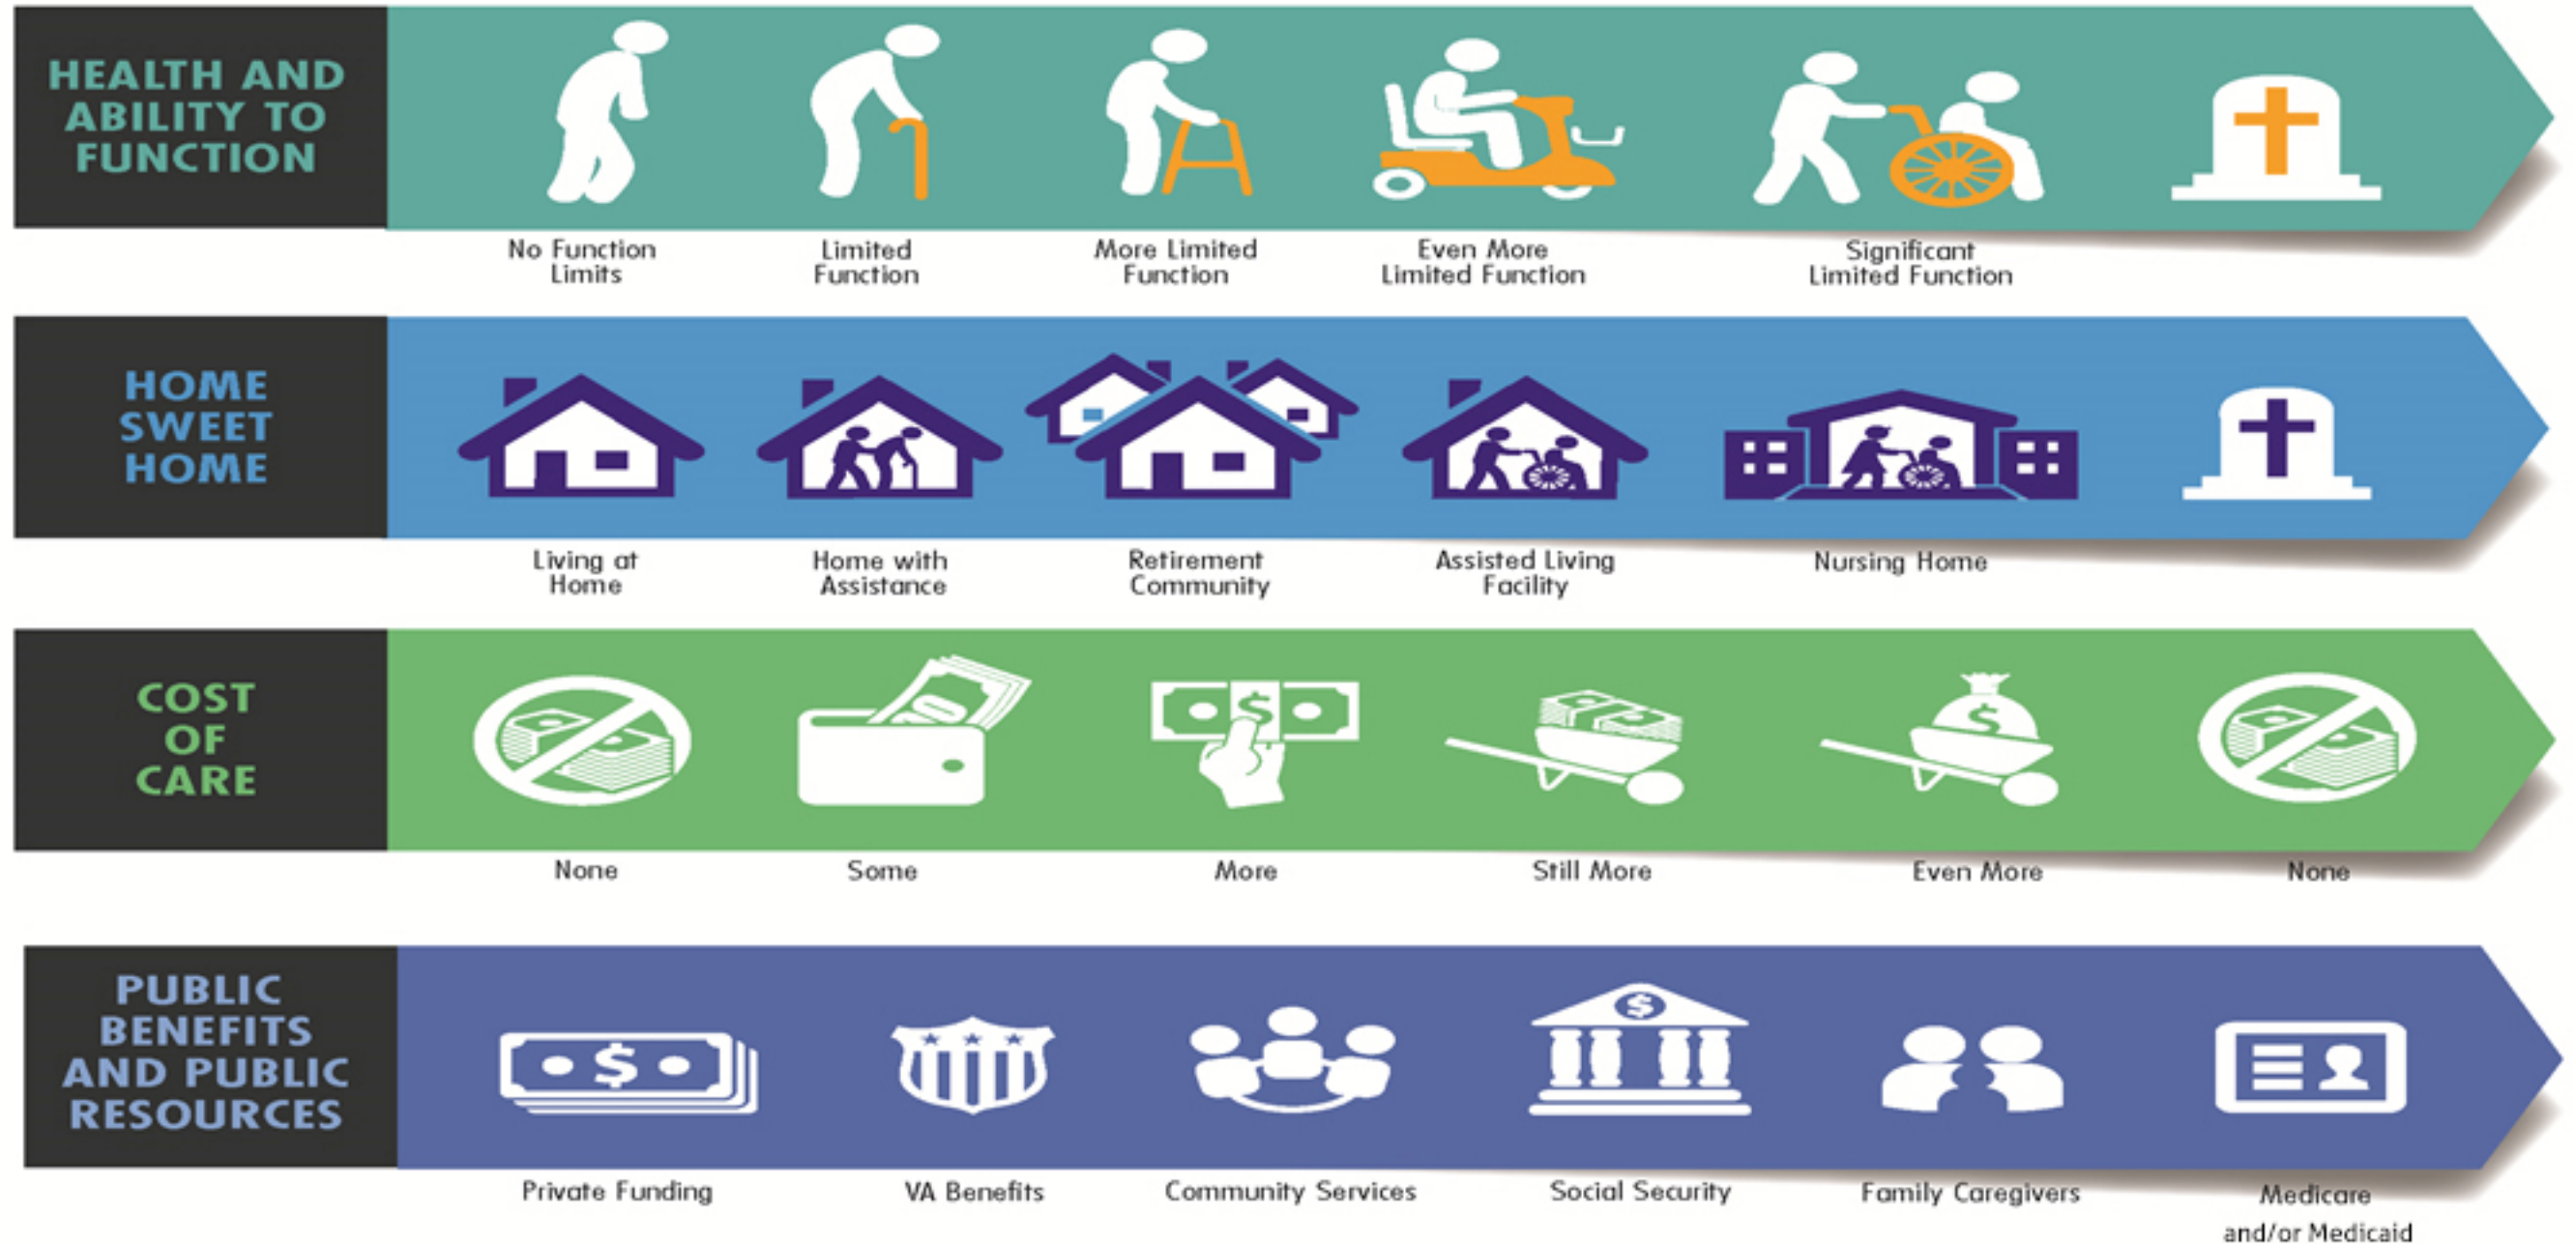 HEALTH AND
ABILITY TO
FUNCTION
No Function
Limits
Limited
Function
More Limited
Function
Even More
Limited Function
Significant
Limited Function
HOME
SWEET
HOME
Living at
Home
Home with
Assistance
Retirement
Community
Assisted Living
Facility
Nursing Home
COST
OF
CARE
$
$
None
Some
More
Still More
Even More
None
PUBLIC
BENEFITS
AND PUBLIC
RESOURCES
$
$
Private Funding
VA Benefits
Community Services
Social Security
Family Caregivers
Medicare
and/or Medicaid